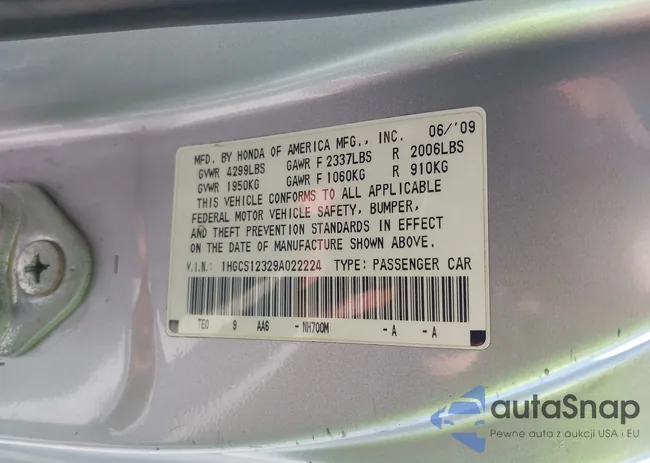 MFD. BY HONDA OF AMERICA MFG., INC. 06/'09
GVWR 4299LBS GAWR F 2337LBS R 2006LBS
GVWR 1950KG GAWR F 1060KG R 910KG
THIS VEHICLE CONFORMS TO ALL APPLICABLE
FEDERAL MOTOR VEHICLE SAFETY, BUMPER,
AND THEFT PREVENTION STANDARDS IN EFFECT
ON THE DATE OF MANUFACTURE SHOWN ABOVE.
V.I.N.: 1HGCS12329A022224 TYPE: PASSENGER CAR
TE0 9 AA6 -NH700M -A -A
autaSnap
Pewne auta z aukcji USA i EU